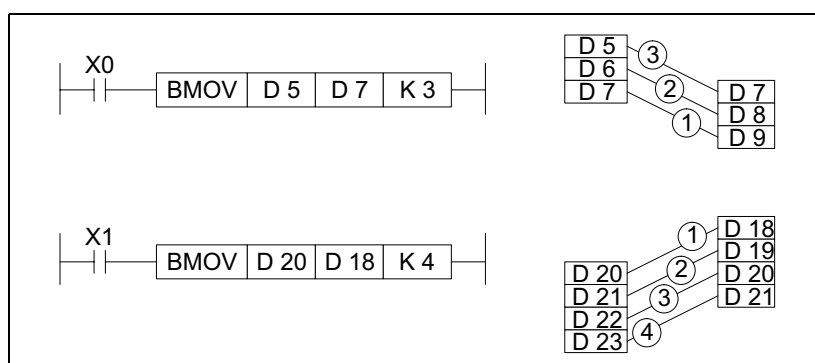 X0
BMOV D 5 D 7 K 3
D 5
D 6
D 7
3
2
1
D 7
D 8
D 9
X1
BMOV D 20 D 18 K 4
D 20
D 21
D 22
D 23
1
2
3
4
D 18
D 19
D 20
D 21